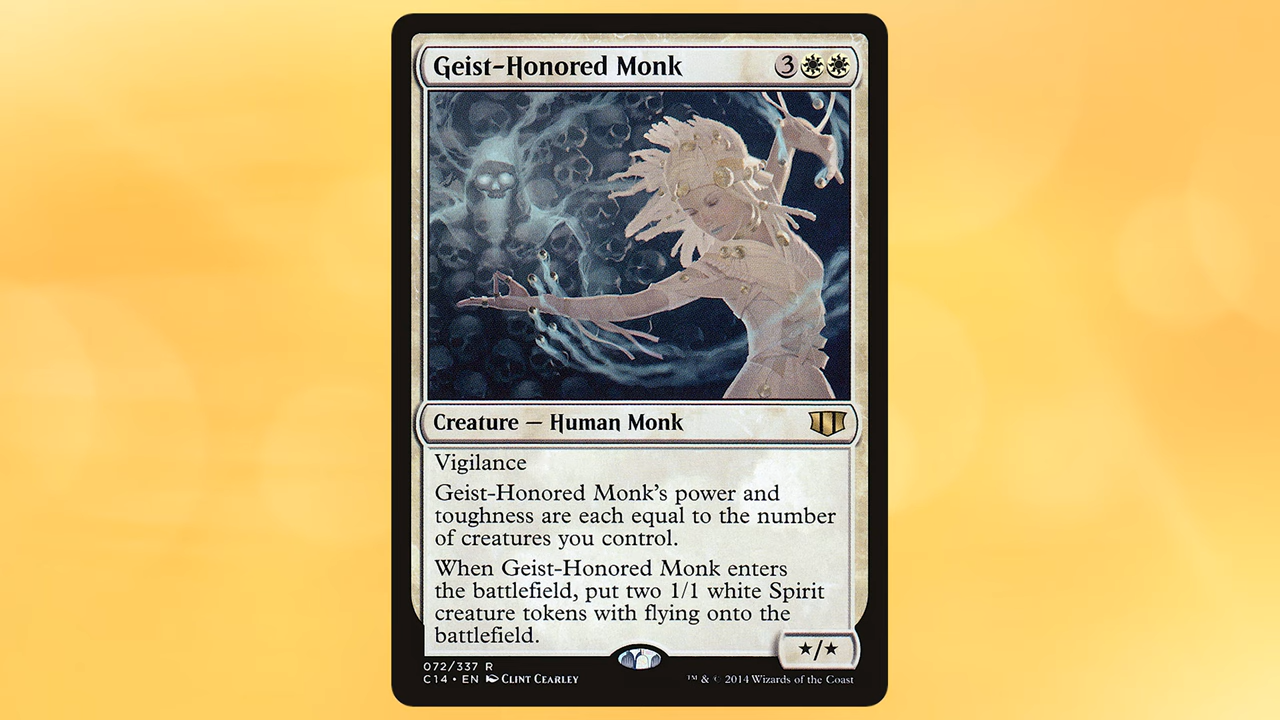 Geist-Honored Monk 3
Creature — Human Monk
Vigilance
Geist-Honored Monk's power and
toughness are each equal to the number
of creatures you control.
When Geist-Honored Monk enters
the battlefield, put two 1/1 white Spirit
creature tokens with flying onto the
battlefield.
★/★
072/337 R
C14 • EN CLINT CEARLEY
™ & © 2014 Wizards of the Coast